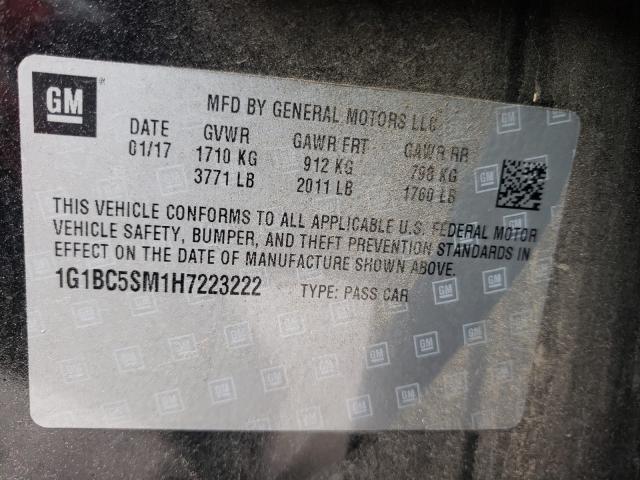 GM
MFD BY GENERAL MOTORS LLC
DATE GVWR GAWR FRT GAWR RR
01/17 1710 KG 912 KG 798 KG
3771 LB 2011 LB 1760 LB
THIS VEHICLE CONFORMS TO ALL APPLICABLE U.S. FEDERAL MOTOR
VEHICLE SAFETY, BUMPER, AND THEFT PREVENTION STANDARDS IN
EFFECT ON THE DATE OF MANUFACTURE SHOWN ABOVE.
1G1BC5SM1H7223222 TYPE: PASS CAR